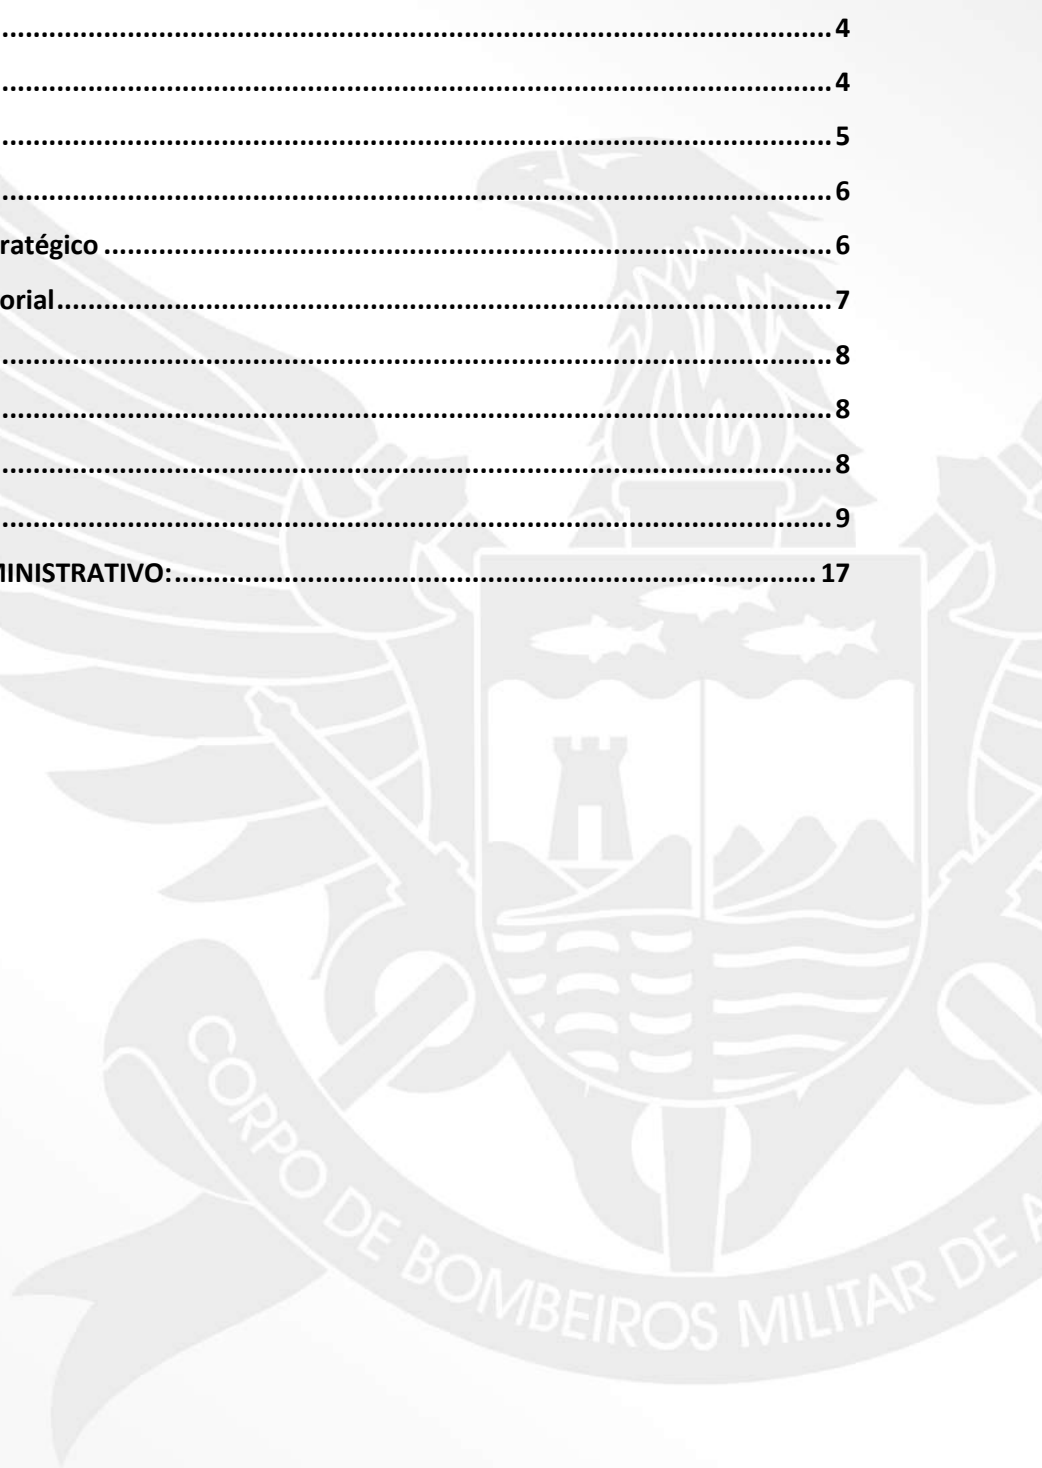 ........................................................................................................ 4
........................................................................................................ 4
........................................................................................................ 5
........................................................................................................ 6
ratégico ............................................................................................ 6
orial.................................................................................................. 7
........................................................................................................ 8
........................................................................................................ 8
........................................................................................................ 8
........................................................................................................ 9
MINISTRATIVO:................................................................................. 17
CORPO DE BOMBEIROS MILITAR DE A